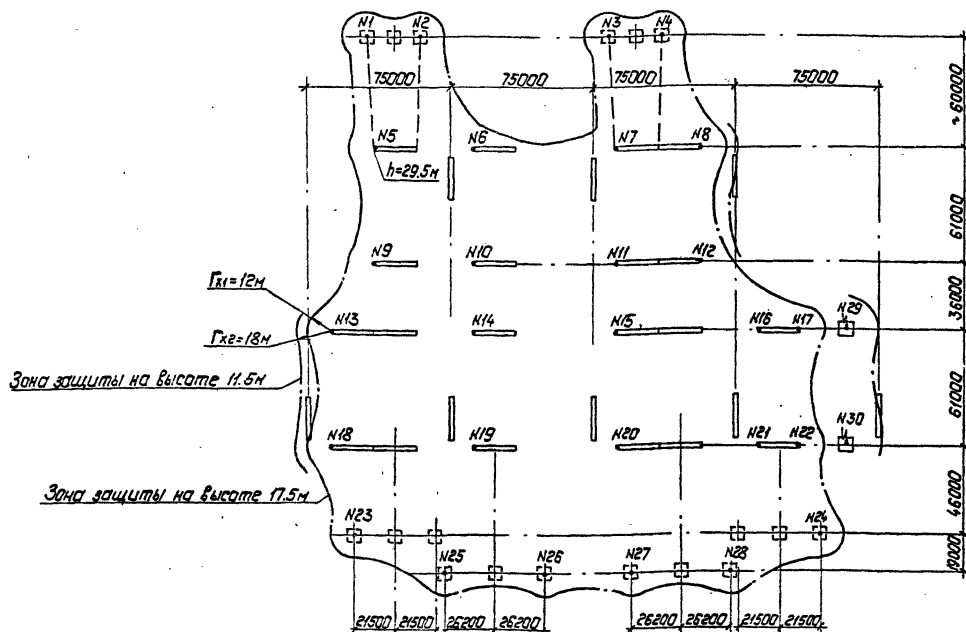 N1 N2 N3 N4
75000 75000 75000 75000
≈ 60000
N5 N6 N7 N8
h=29.5м
61000
N9 N10 N11 N12
rx1=12м
36000
N13 N14 N15 N16 N17 N29
rx2=18м
Зона защиты на высоте 11.5м
61000
N18 N19 N20 N21 N22 N30
Зона защиты на высоте 17.5м
46000
N23 N24
N25 N26 N27 N28
19000
21500 21500 26200 26200 26200 26200 21500 21500